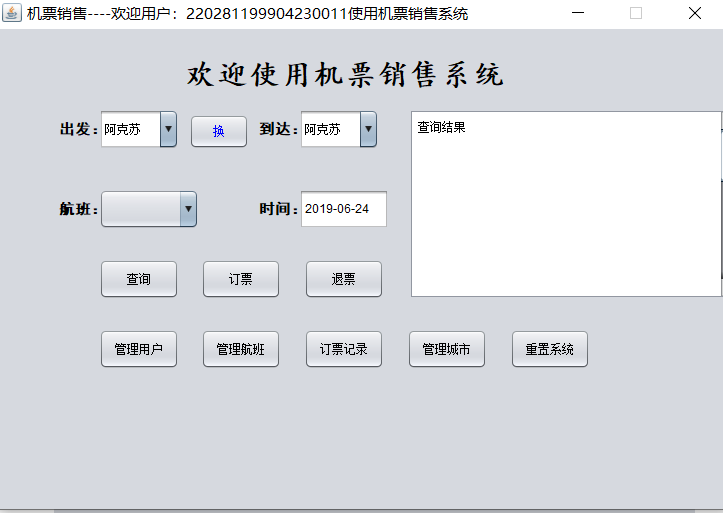 机票销售----欢迎用户：220281199904230011使用机票销售系统
欢迎使用机票销售系统
出发：阿克苏 换 到达：阿克苏
查询结果
航班： 时间：2019-06-24
查询 订票 退票
管理用户 管理航班 订票记录 管理城市 重置系统